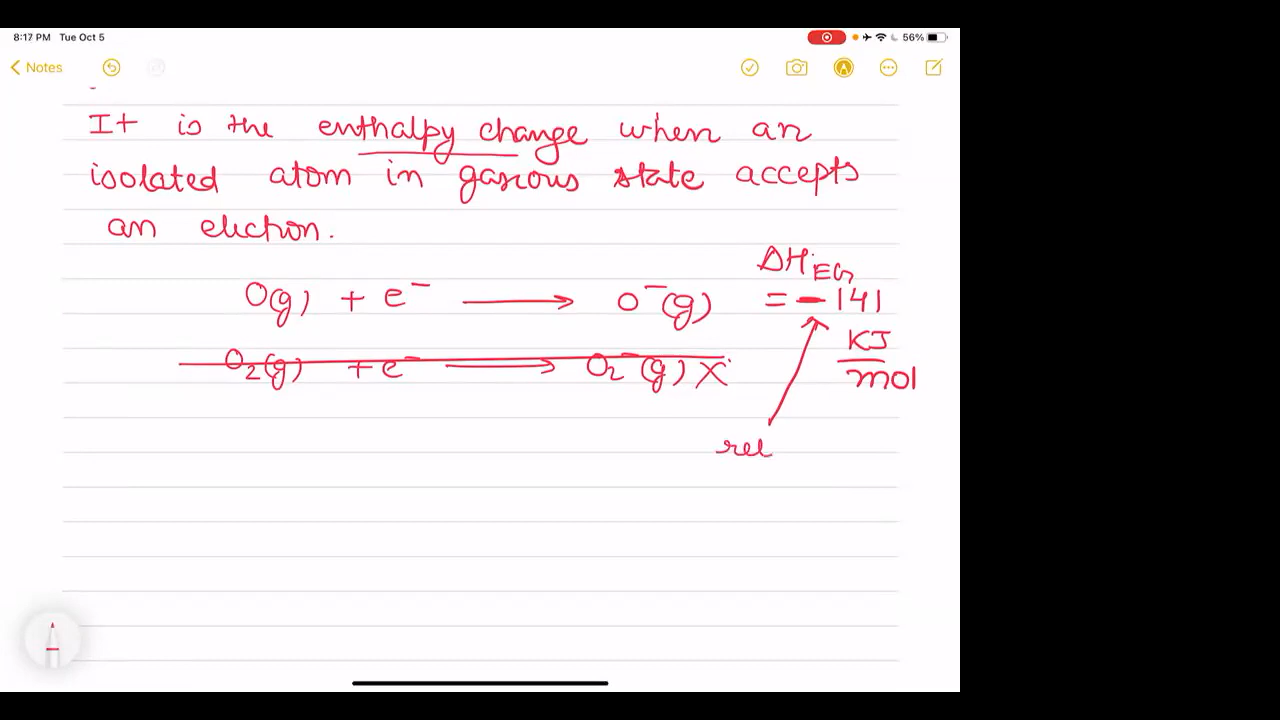 8:17 PM Tue Oct 5 56%
Notes
It is the enthalpy change when an
isolated atom in gaseous state accepts
an electron.
ΔH EG
O(g) + e⁻ → O⁻(g) = -141
KJ/mol
O₂(g) + e⁻ → O₂⁻(g) X
rel